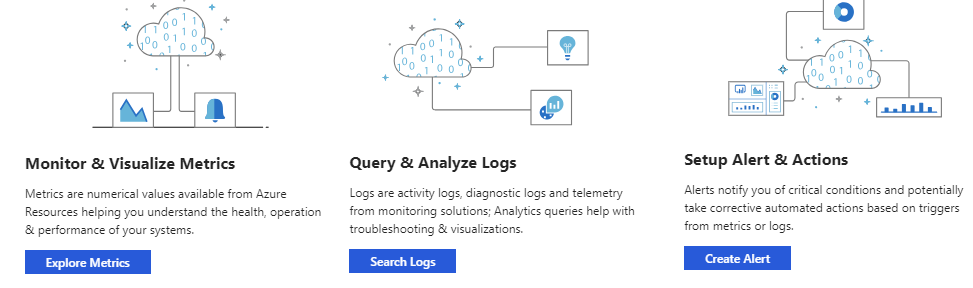 Monitor & Visualize Metrics
Metrics are numerical values available from Azure
Resources helping you understand the health, operation
& performance of your systems.
Explore Metrics
Query & Analyze Logs
Logs are activity logs, diagnostic logs and telemetry
from monitoring solutions; Analytics queries help with
troubleshooting & visualizations.
Search Logs
Setup Alert & Actions
Alerts notify you of critical conditions and potentially
take corrective automated actions based on triggers
from metrics or logs.
Create Alert